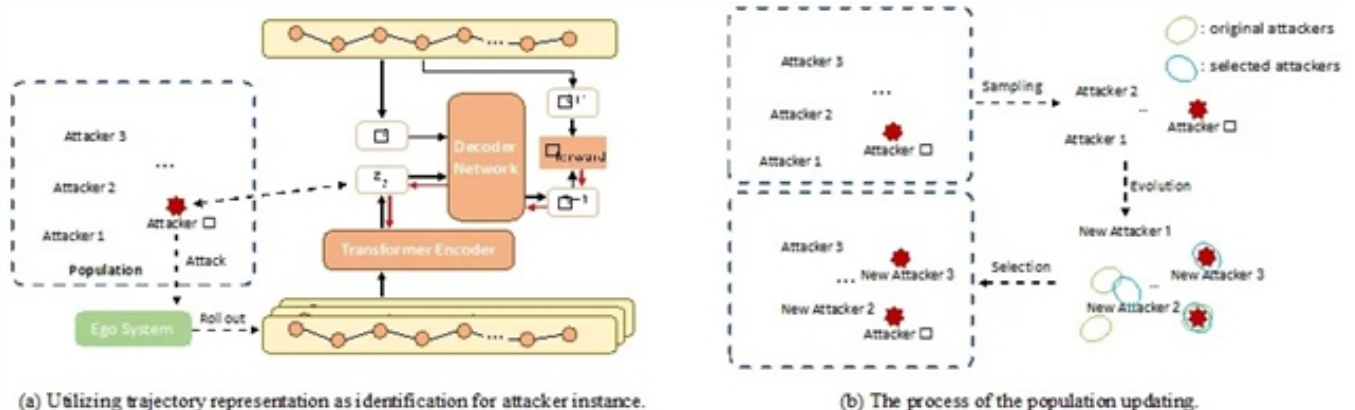 Attacker 3
...
Attacker 2
Attacker □
Attacker 1
Population
Attack
Ego System
Roll out
...
Decoder
Network
Transformer Encoder
...
(a) Utilizing trajectory representation as identification for attacker instance.
Attacker 3
...
Attacker 2
Attacker □
Attacker 1
Sampling
: original attackers
: selected attackers
Attacker 2
...
Attacker □
Attacker 1
Evolution
New Attacker 1
New Attacker 3
...
New Attacker 2
Selection
Attacker 3
... New Attacker 3
New Attacker 2
Attacker □
(b) The process of the population updating.